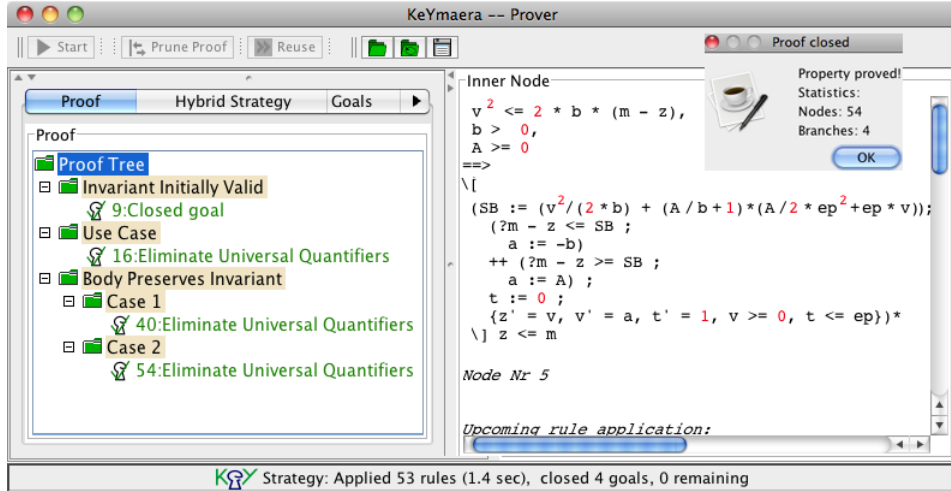 KeYmaera -- Prover
Start
Prune Proof
Reuse
Proof closed
Property proved!
Statistics:
Nodes: 54
Branches: 4
OK
Proof
Hybrid Strategy
Goals
Proof
Proof Tree
Invariant Initially Valid
9:Closed goal
Use Case
16:Eliminate Universal Quantifiers
Body Preserves Invariant
Case 1
40:Eliminate Universal Quantifiers
Case 2
54:Eliminate Universal Quantifiers
Inner Node
v² <= 2 * b * (m - z),
b > 0,
A >= 0
==>
\[
(SB := (v²/(2 * b) + (A / b + 1) * (A / 2 * ep² + ep * v));
(?m - z <= SB ;
a := -b)
++ (?m - z >= SB ;
a := A) ;
t := 0 ;
{z' = v, v' = a, t' = 1, v >= 0, t <= ep})*
\] z <= m
Node Nr 5
Upcoming rule application:
KeY Strategy: Applied 53 rules (1.4 sec), closed 4 goals, 0 remaining